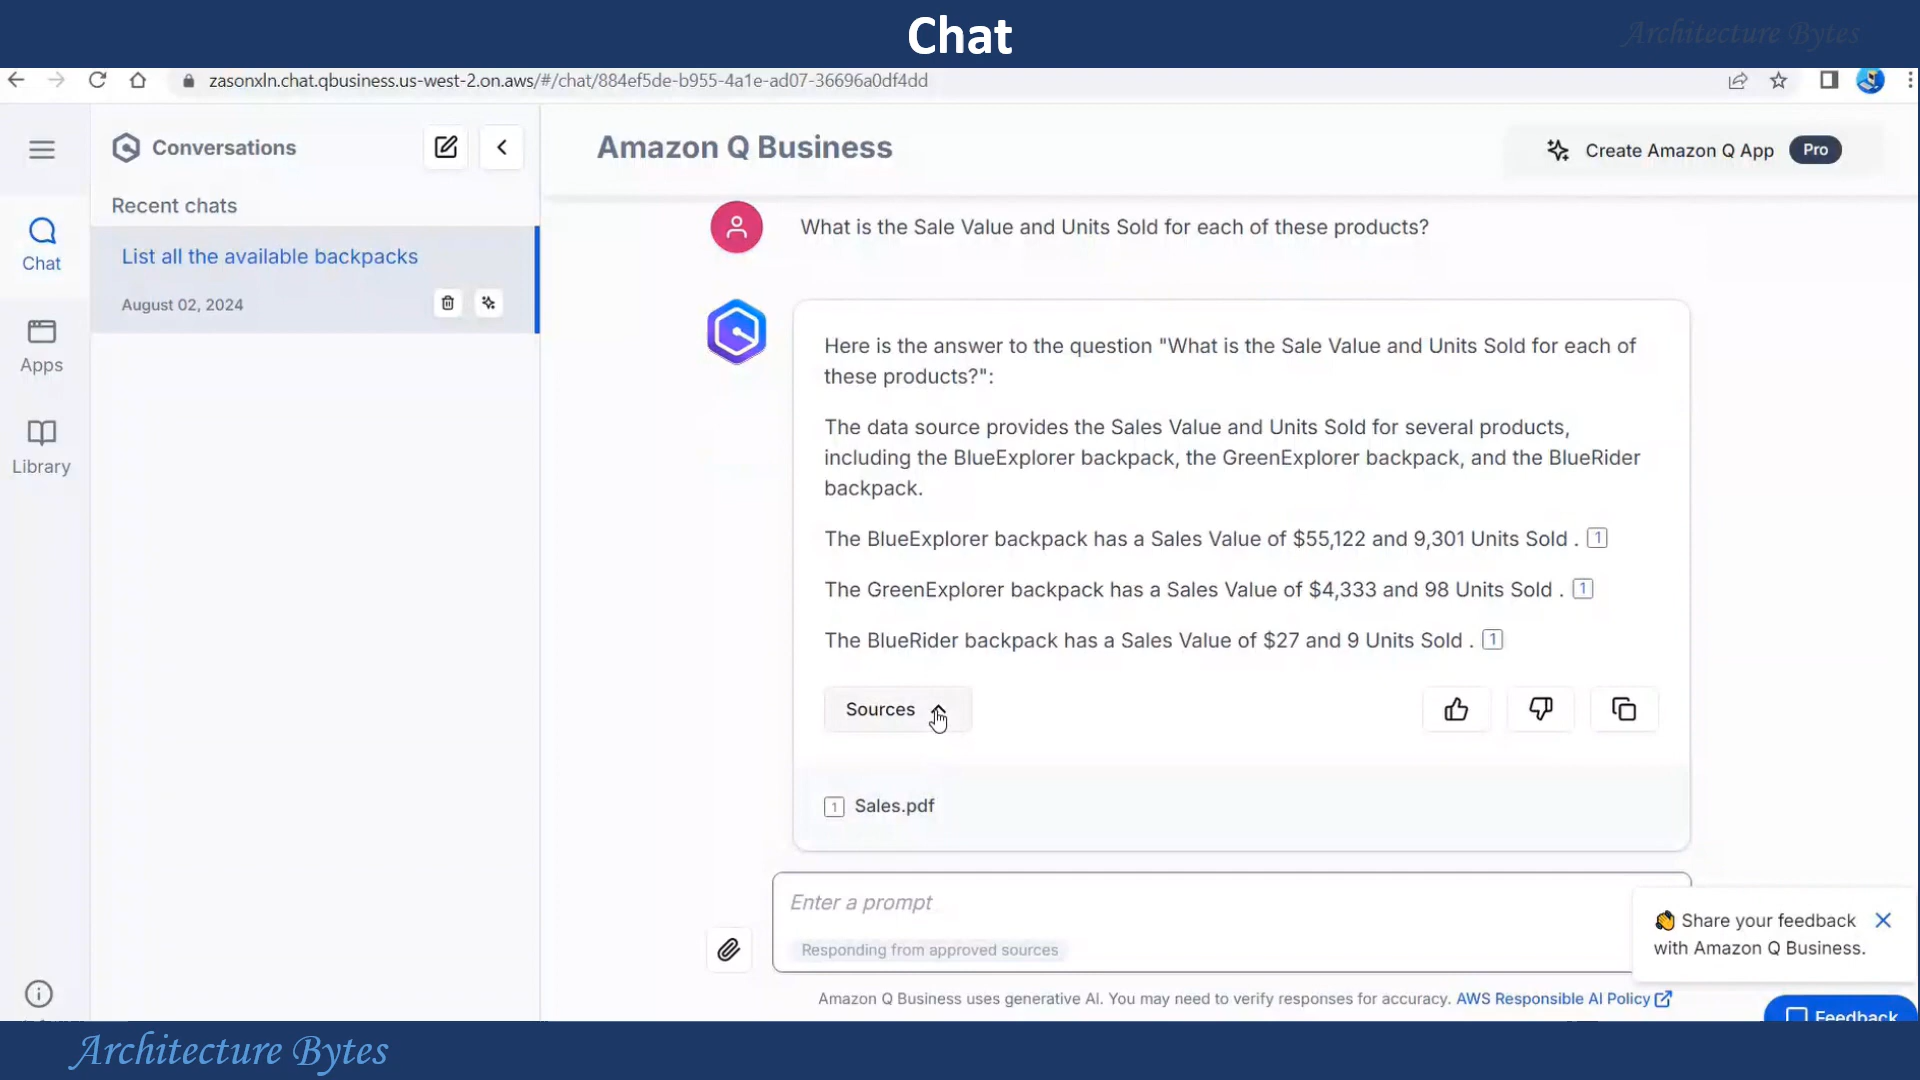 Chat
Architecture Bytes
zasonxln.chat.qbusiness.us-west-2.on.aws/#/chat/884ef5de-b955-4a1e-ad07-36696a0df4dd
Conversations
Amazon Q Business
Create Amazon Q App Pro
Recent chats
List all the available backpacks
August 02, 2024
Chat
Apps
Library
What is the Sale Value and Units Sold for each of these products?
Here is the answer to the question "What is the Sale Value and Units Sold for each of
these products?":
The data source provides the Sales Value and Units Sold for several products,
including the BlueExplorer backpack, the GreenExplorer backpack, and the BlueRider
backpack.
The BlueExplorer backpack has a Sales Value of $55,122 and 9,301 Units Sold . 1
The GreenExplorer backpack has a Sales Value of $4,333 and 98 Units Sold . 1
The BlueRider backpack has a Sales Value of $27 and 9 Units Sold . 1
Sources
1 Sales.pdf
Enter a prompt
Responding from approved sources
Share your feedback
with Amazon Q Business.
Amazon Q Business uses generative AI. You may need to verify responses for accuracy. AWS Responsible AI Policy
Feedback
Architecture Bytes